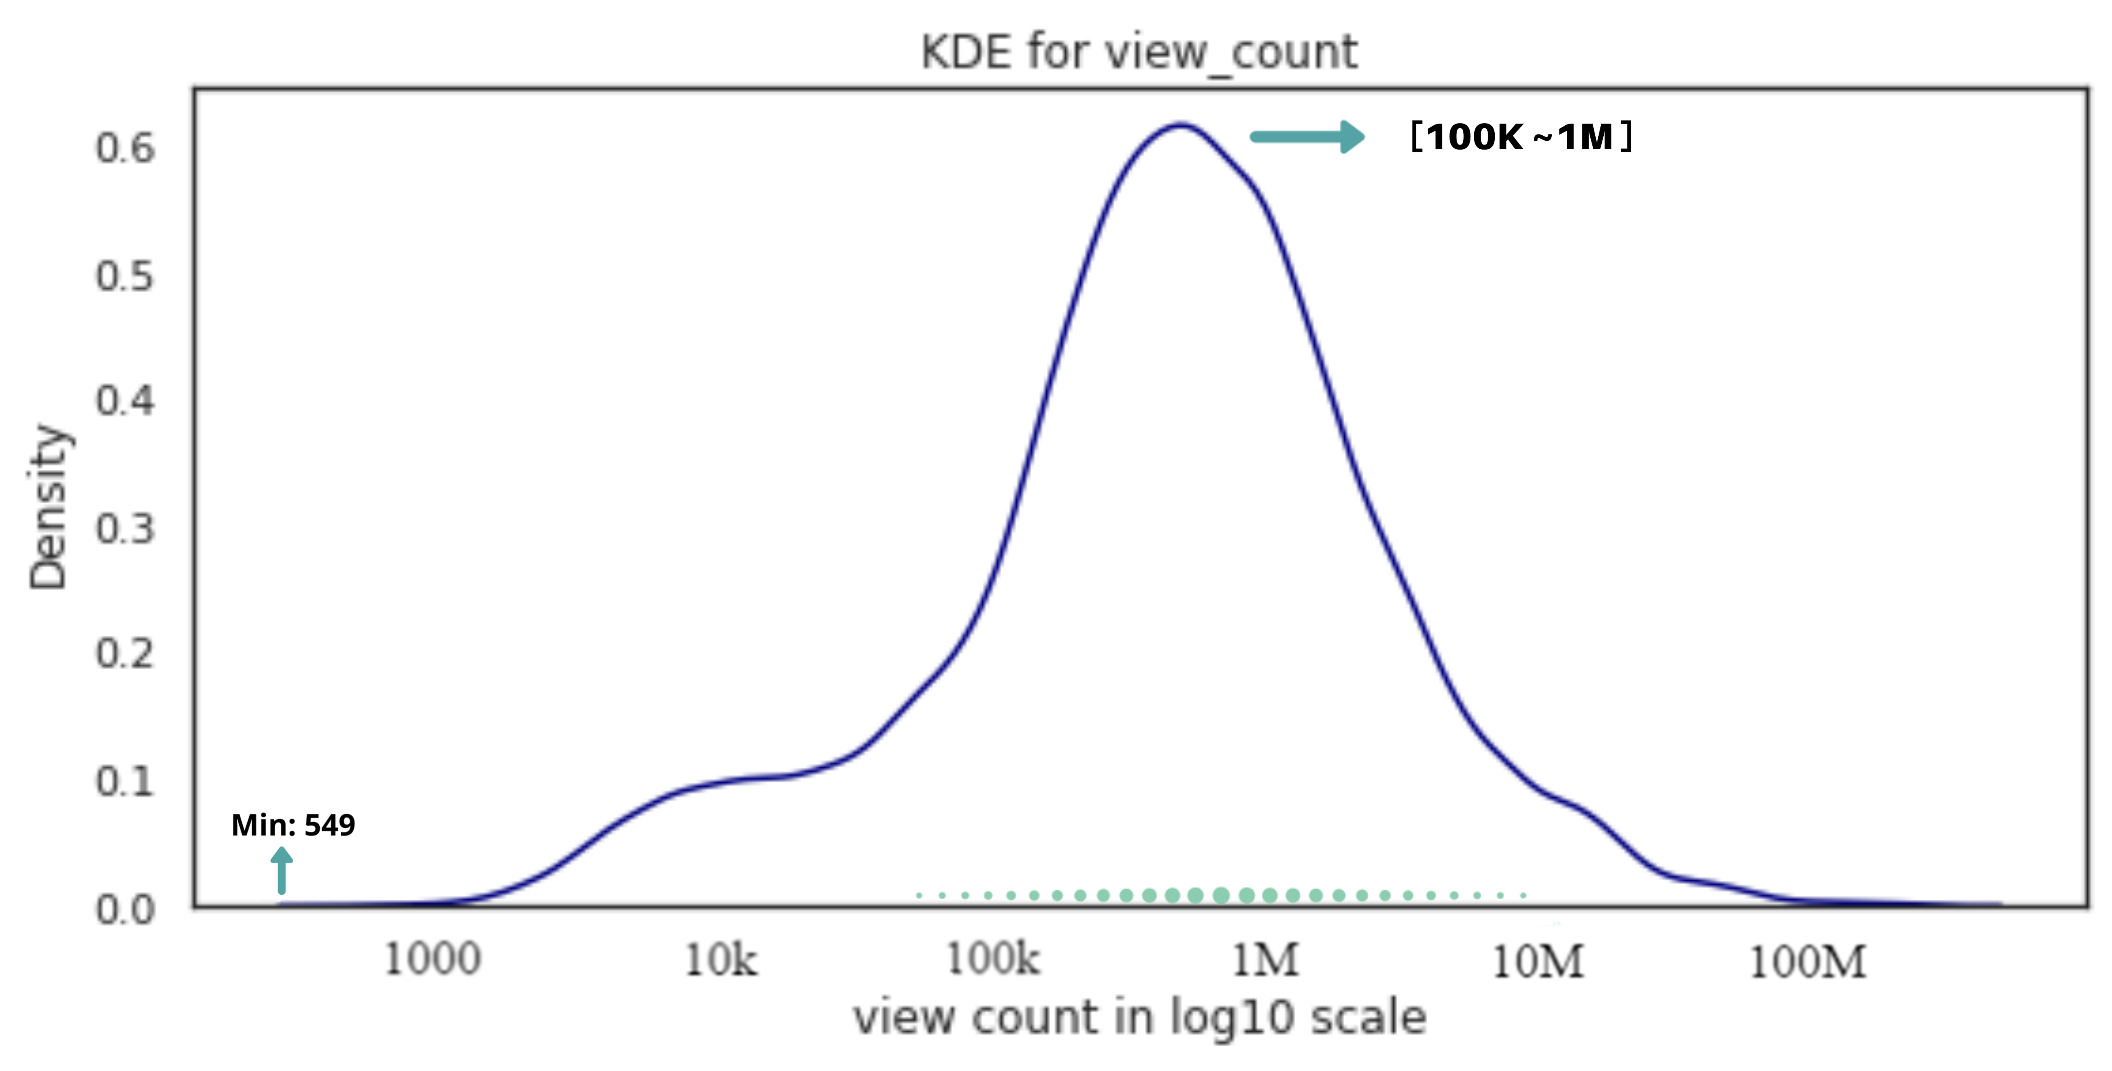 KDE for view_count
[100K ~1M]
0.6
0.5
0.4
0.3
0.2
0.1
0.0
Density
Min: 549
1000 10k 100k 1M 10M 100M
view count in log10 scale